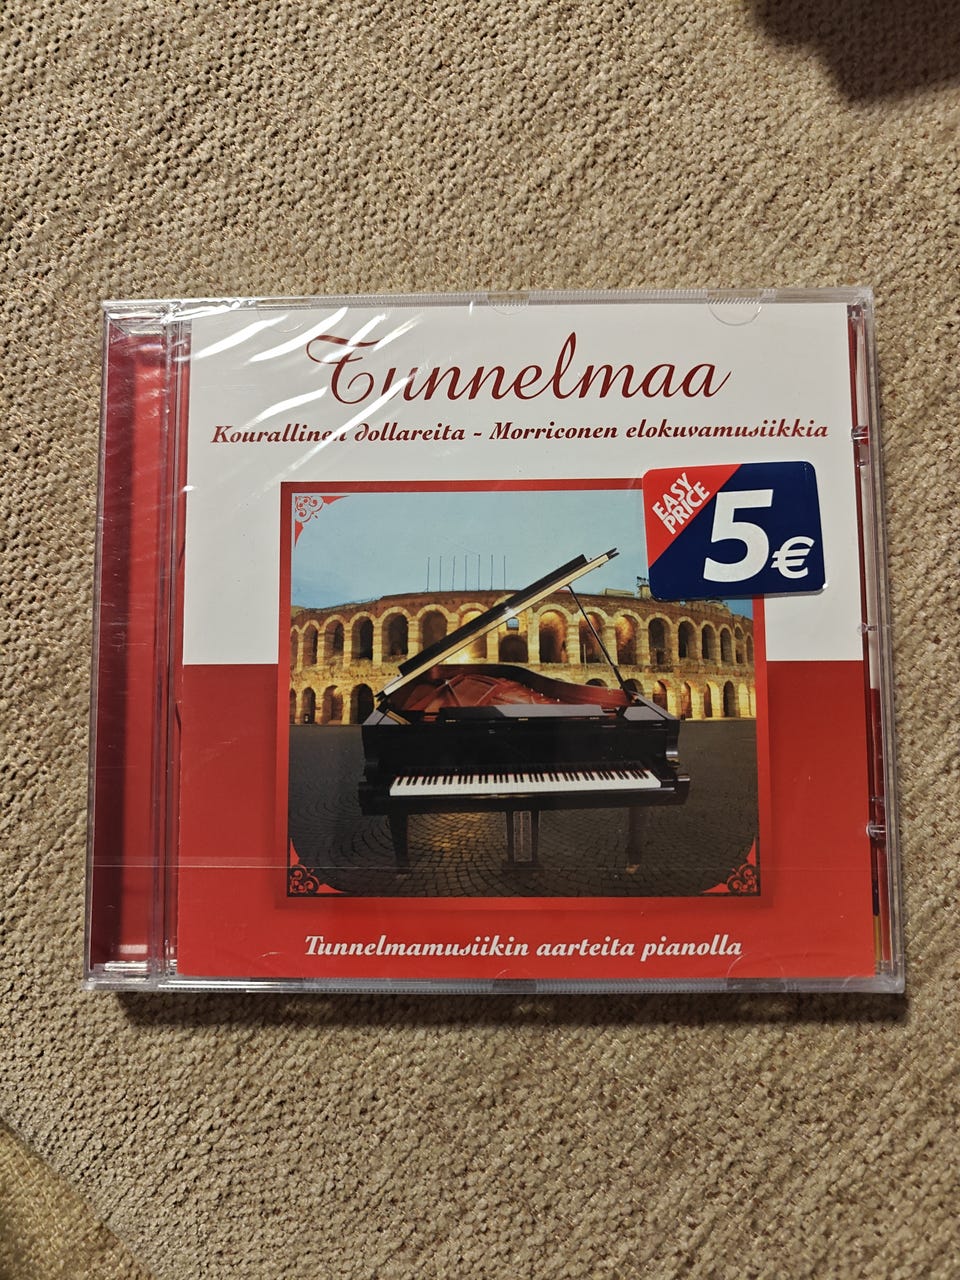 Tunnelmaa
Kourallinen dollareita - Morriconen elokuvamusiikkia
EASY
PRICE
5€
Tunnelmamusiikin aarteita pianolla